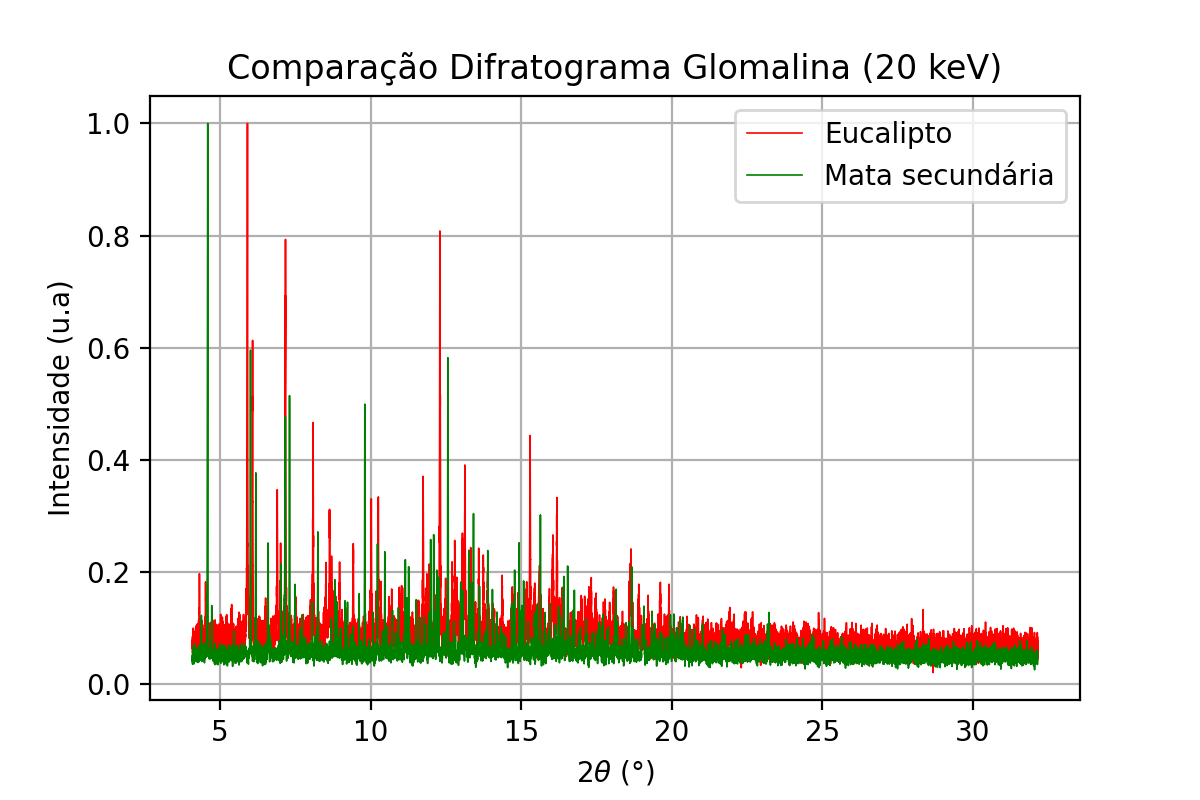 Comparação Difratograma Glomalina (20 keV)
Eucalipto
Mata secundária
Intensidade (u.a)
1.0
0.8
0.6
0.4
0.2
0.0
5 10 15 20 25 30
2θ (°)